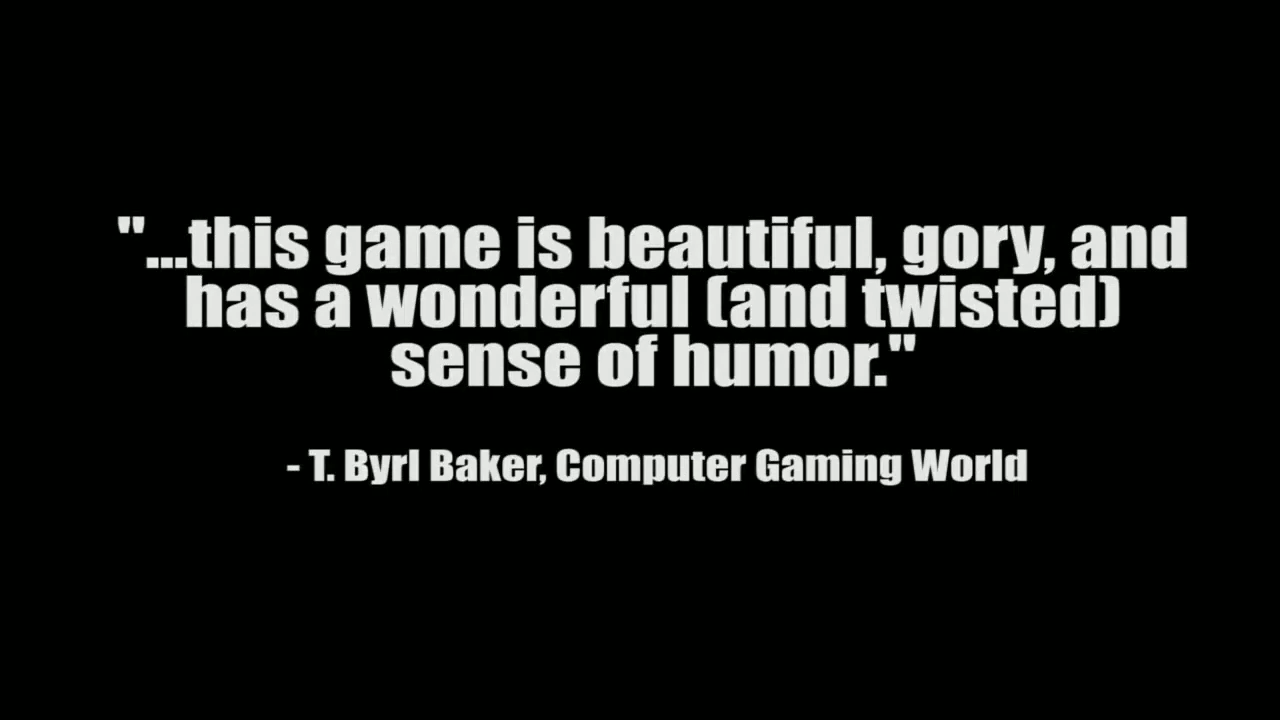 "...this game is beautiful, gory, and
has a wonderful (and twisted)
sense of humor."
- T. Byrl Baker, Computer Gaming World